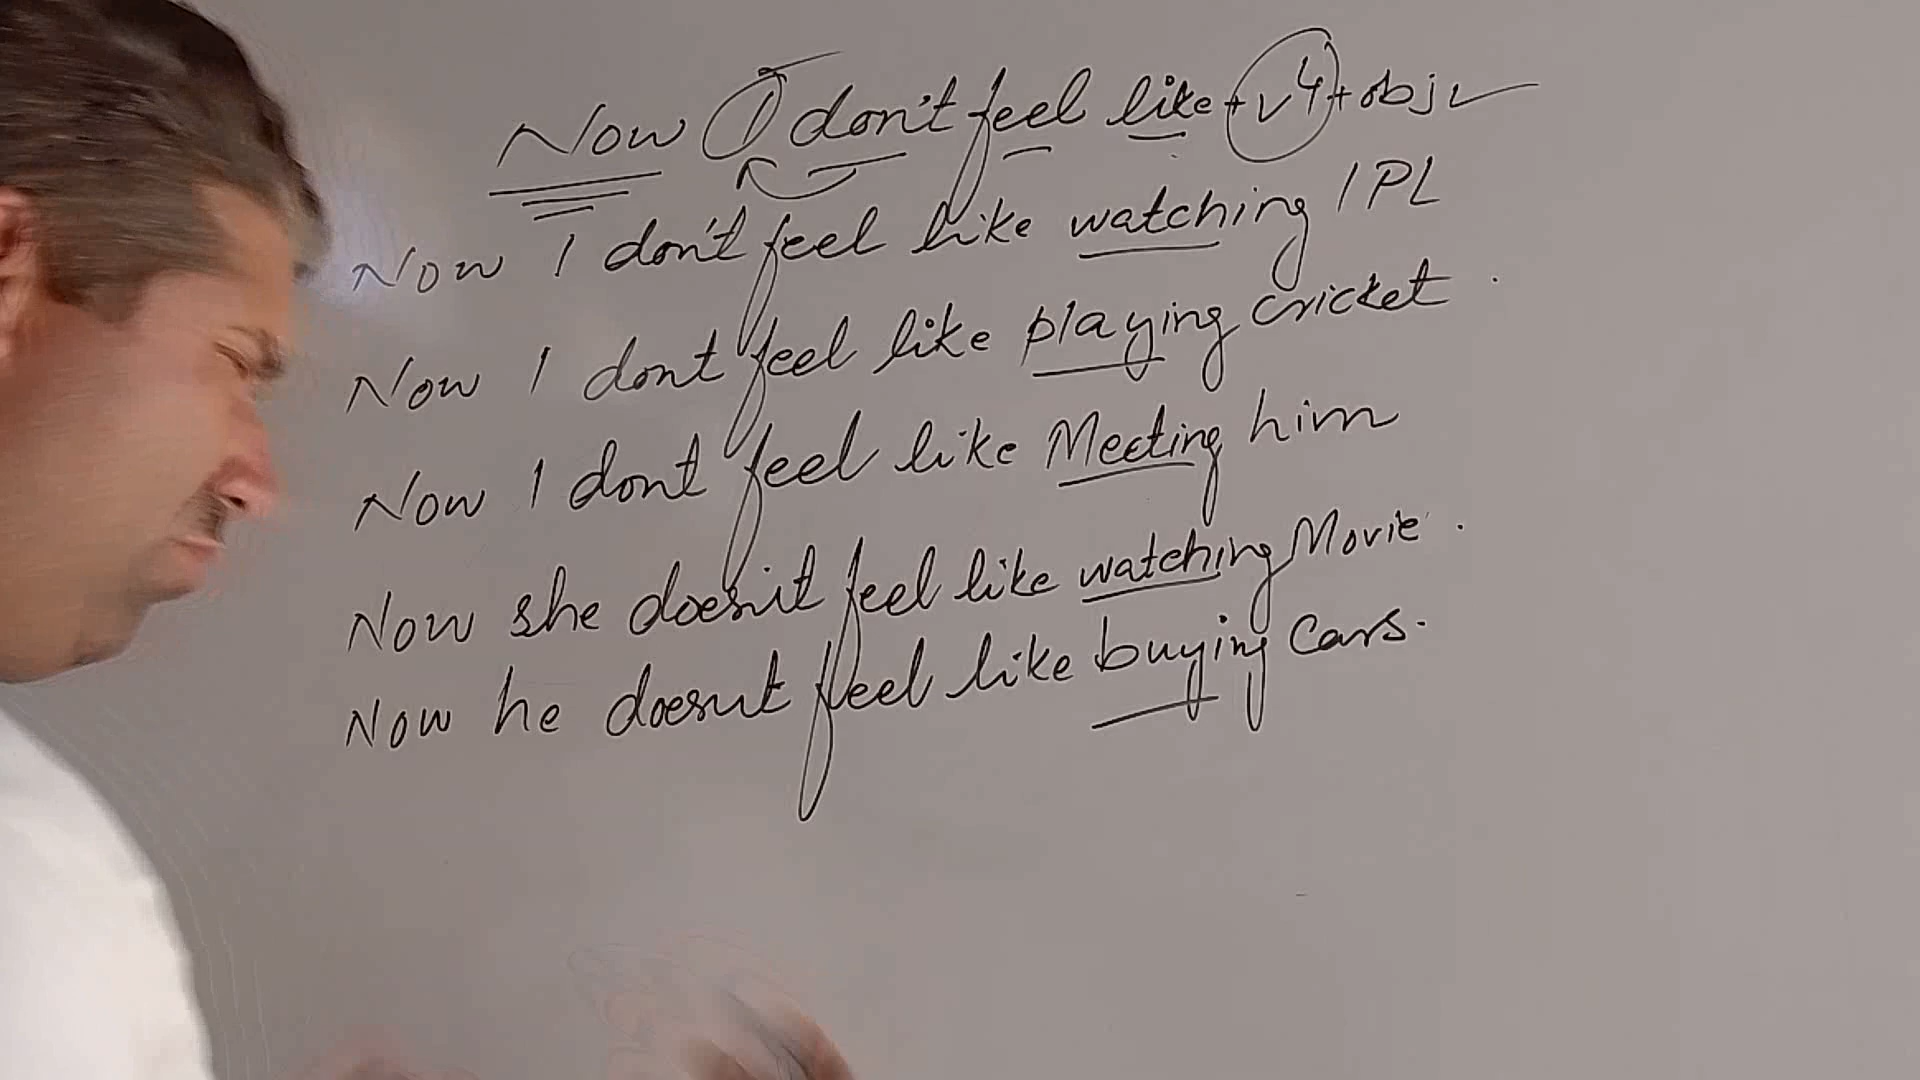 Now I don't feel like + v4 + obj
Now I don't feel like watching IPL
Now I dont feel like playing cricket.
Now I dont feel like Meeting him
Now she doesn't feel like watching Movie.
Now he doesnt feel like buying Cars.